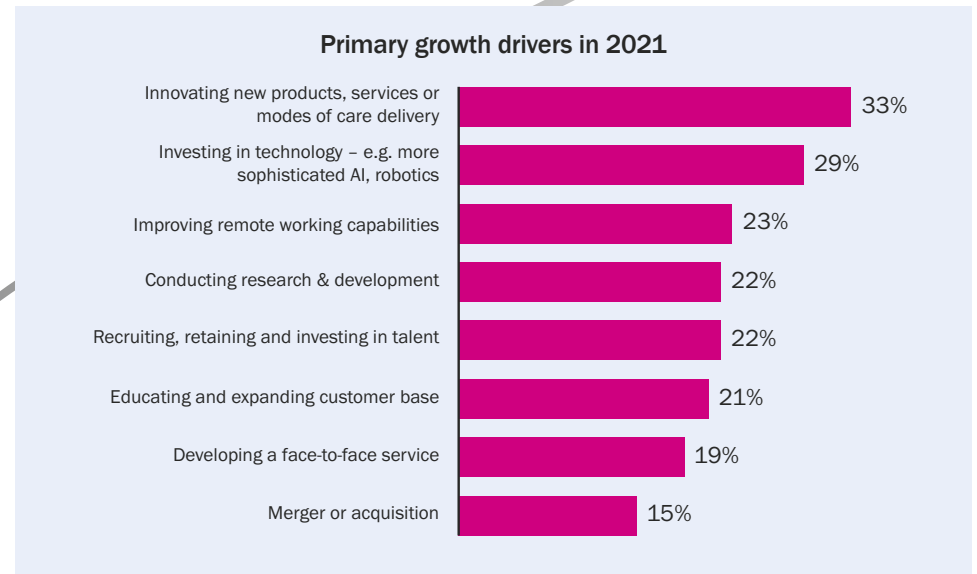 Primary growth drivers in 2021
Innovating new products, services or
modes of care delivery
33%
Investing in technology – e.g. more
sophisticated AI, robotics
29%
Improving remote working capabilities
23%
Conducting research & development
22%
Recruiting, retaining and investing in talent
22%
Educating and expanding customer base
21%
Developing a face-to-face service
19%
Merger or acquisition
15%